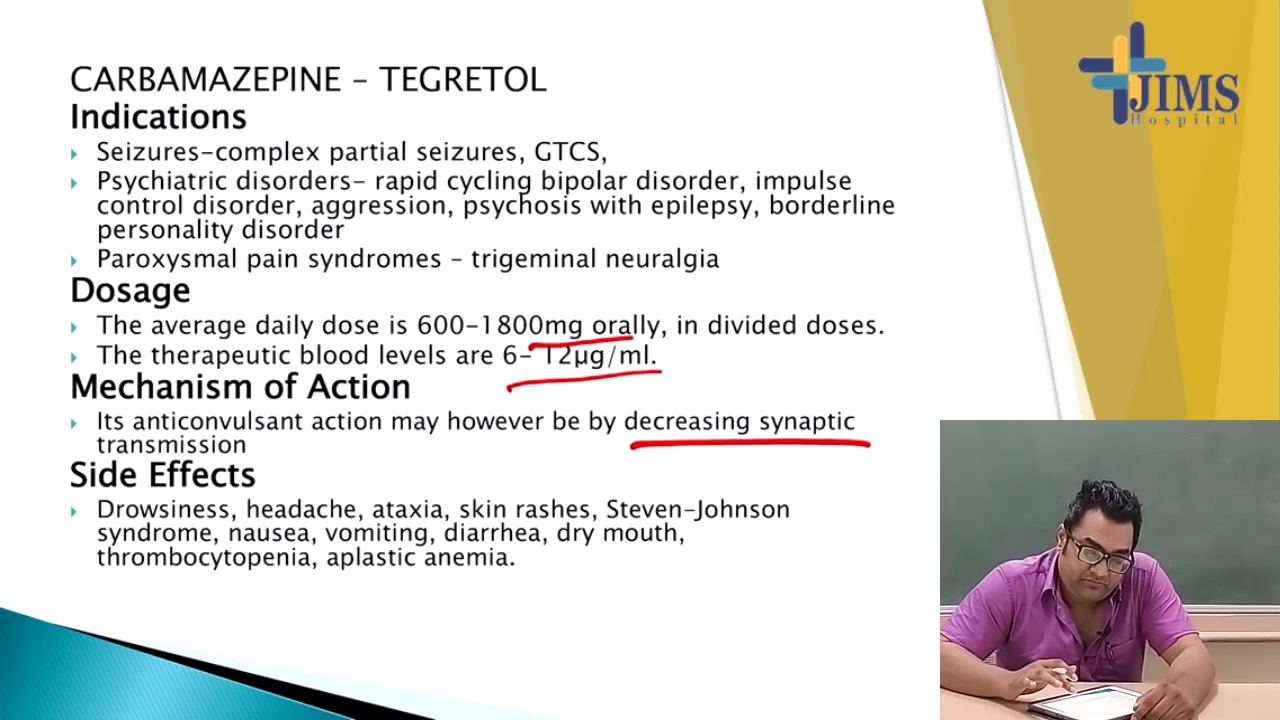 CARBAMAZEPINE – TEGRETOL
Indications
Seizures-complex partial seizures, GTCS,
Psychiatric disorders- rapid cycling bipolar disorder, impulse
control disorder, aggression, psychosis with epilepsy, borderline
personality disorder
Paroxysmal pain syndromes – trigeminal neuralgia
Dosage
The average daily dose is 600-1800mg orally, in divided doses.
The therapeutic blood levels are 6- 12µg/ml.
Mechanism of Action
Its anticonvulsant action may however be by decreasing synaptic
transmission
Side Effects
Drowsiness, headache, ataxia, skin rashes, Steven-Johnson
syndrome, nausea, vomiting, diarrhea, dry mouth,
thrombocytopenia, aplastic anemia.
JIMS
Hospital